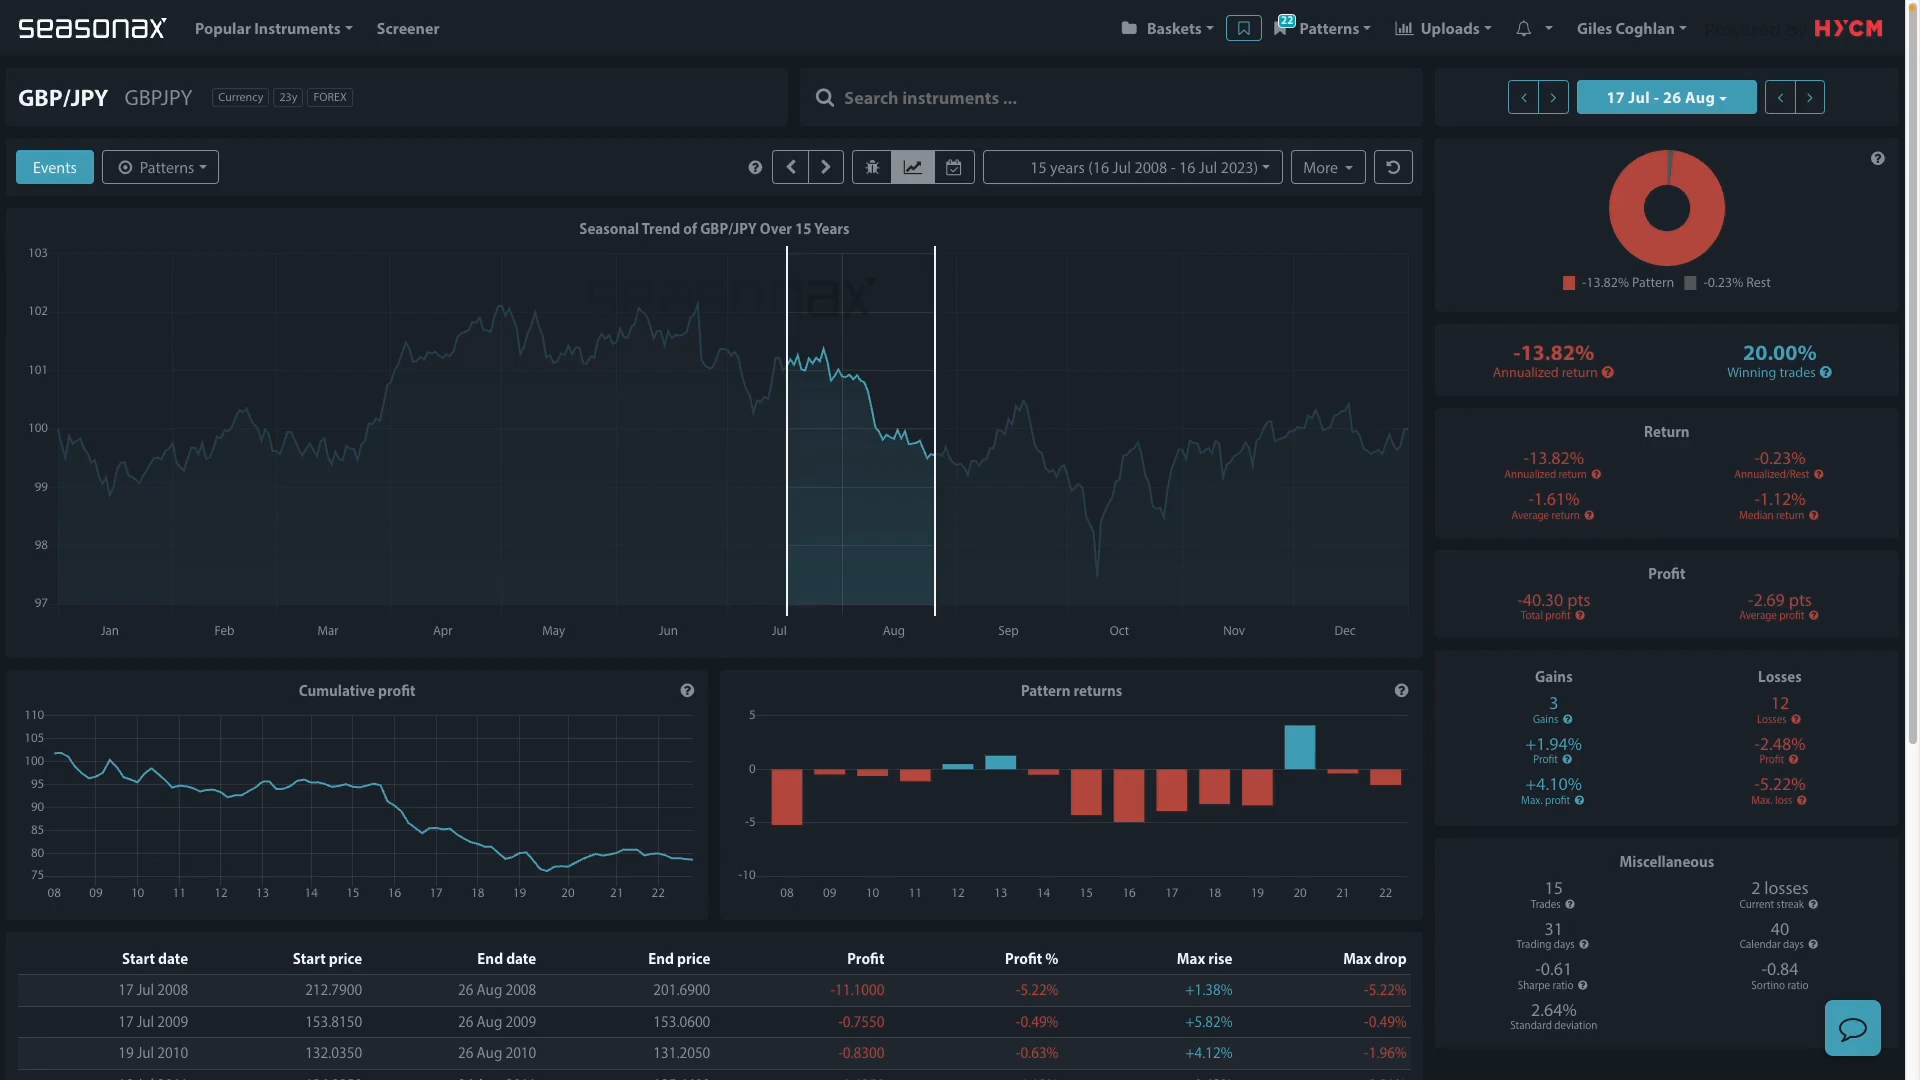 seasonax Popular Instruments Screener Baskets 22 Patterns Uploads Giles Coghlan Powered by HYCM
GBP/JPY GBPJPY Currency 23y FOREX Search instruments ... 17 Jul - 26 Aug
Events Patterns 15 years (16 Jul 2008 - 16 Jul 2023) More
Seasonal Trend of GBP/JPY Over 15 Years
103
102
101
100
99
98
97
Jan Feb Mar Apr May Jun Jul Aug Sep Oct Nov Dec
-13.82% Pattern -0.23% Rest
-13.82% 20.00%
Annualized return Winning trades
Return
-13.82% -0.23%
Annualized return Annualized/Rest
-1.61% -1.12%
Average return Median return
Profit
-40.30 pts -2.69 pts
Total profit Average profit
Gains Losses
3 12
Gains Losses
+1.94% -2.48%
Profit Profit
+4.10% -5.22%
Max. profit Max. loss
Miscellaneous
15 2 losses
Trades Current streak
31 40
Trading days Calendar days
-0.61 -0.84
Sharpe ratio Sortino ratio
2.64%
Standard deviation
Cumulative profit
110
105
100
95
90
85
80
75
08 09 10 11 12 13 14 15 16 17 18 19 20 21 22
Pattern returns
5
0
-5
-10
08 09 10 11 12 13 14 15 16 17 18 19 20 21 22
Start date Start price End date End price Profit Profit % Max rise Max drop
17 Jul 2008 212.7900 26 Aug 2008 201.6900 -11.1000 -5.22% +1.38% -5.22%
17 Jul 2009 153.8150 26 Aug 2009 153.0600 -0.7550 -0.49% +5.82% -0.49%
19 Jul 2010 132.0350 26 Aug 2010 131.2050 -0.8300 -0.63% +4.12% -1.96%